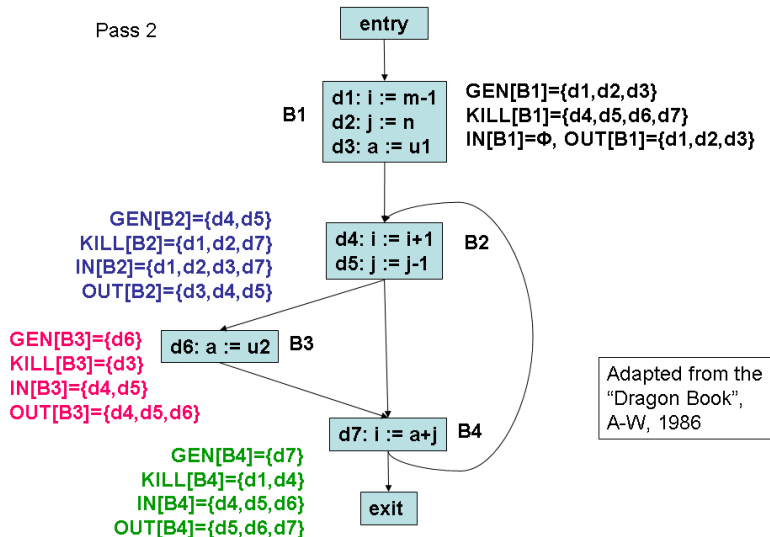 Pass 2
entry
B1
d1: i := m-1
d2: j := n
d3: a := u1
GEN[B1]={d1,d2,d3}
KILL[B1]={d4,d5,d6,d7}
IN[B1]=Φ, OUT[B1]={d1,d2,d3}
GEN[B2]={d4,d5}
KILL[B2]={d1,d2,d7}
IN[B2]={d1,d2,d3,d7}
OUT[B2]={d3,d4,d5}
d4: i := i+1
d5: j := j-1
B2
GEN[B3]={d6}
KILL[B3]={d3}
IN[B3]={d4,d5}
OUT[B3]={d4,d5,d6}
d6: a := u2
B3
Adapted from the
“Dragon Book”,
A-W, 1986
d7: i := a+j
B4
GEN[B4]={d7}
KILL[B4]={d1,d4}
IN[B4]={d4,d5,d6}
OUT[B4]={d5,d6,d7}
exit